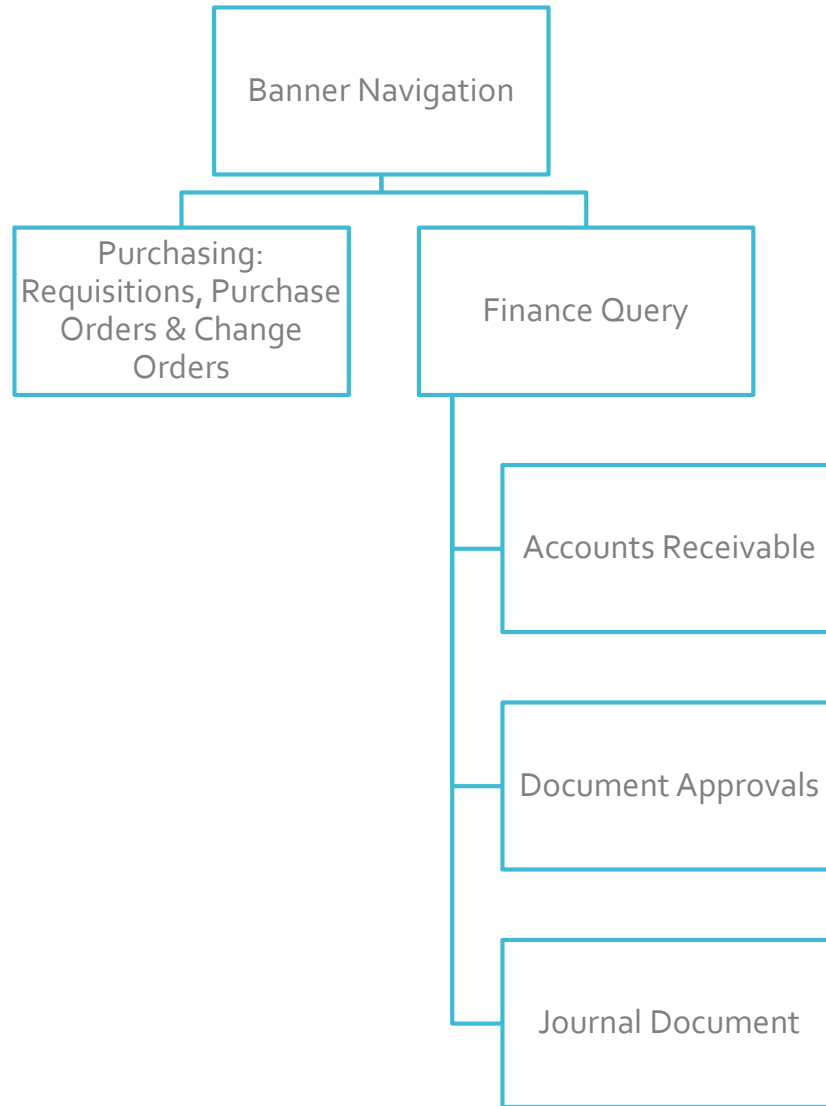 Banner Navigation
Purchasing:
Requisitions, Purchase
Orders & Change
Orders
Finance Query
Accounts Receivable
Document Approvals
Journal Document